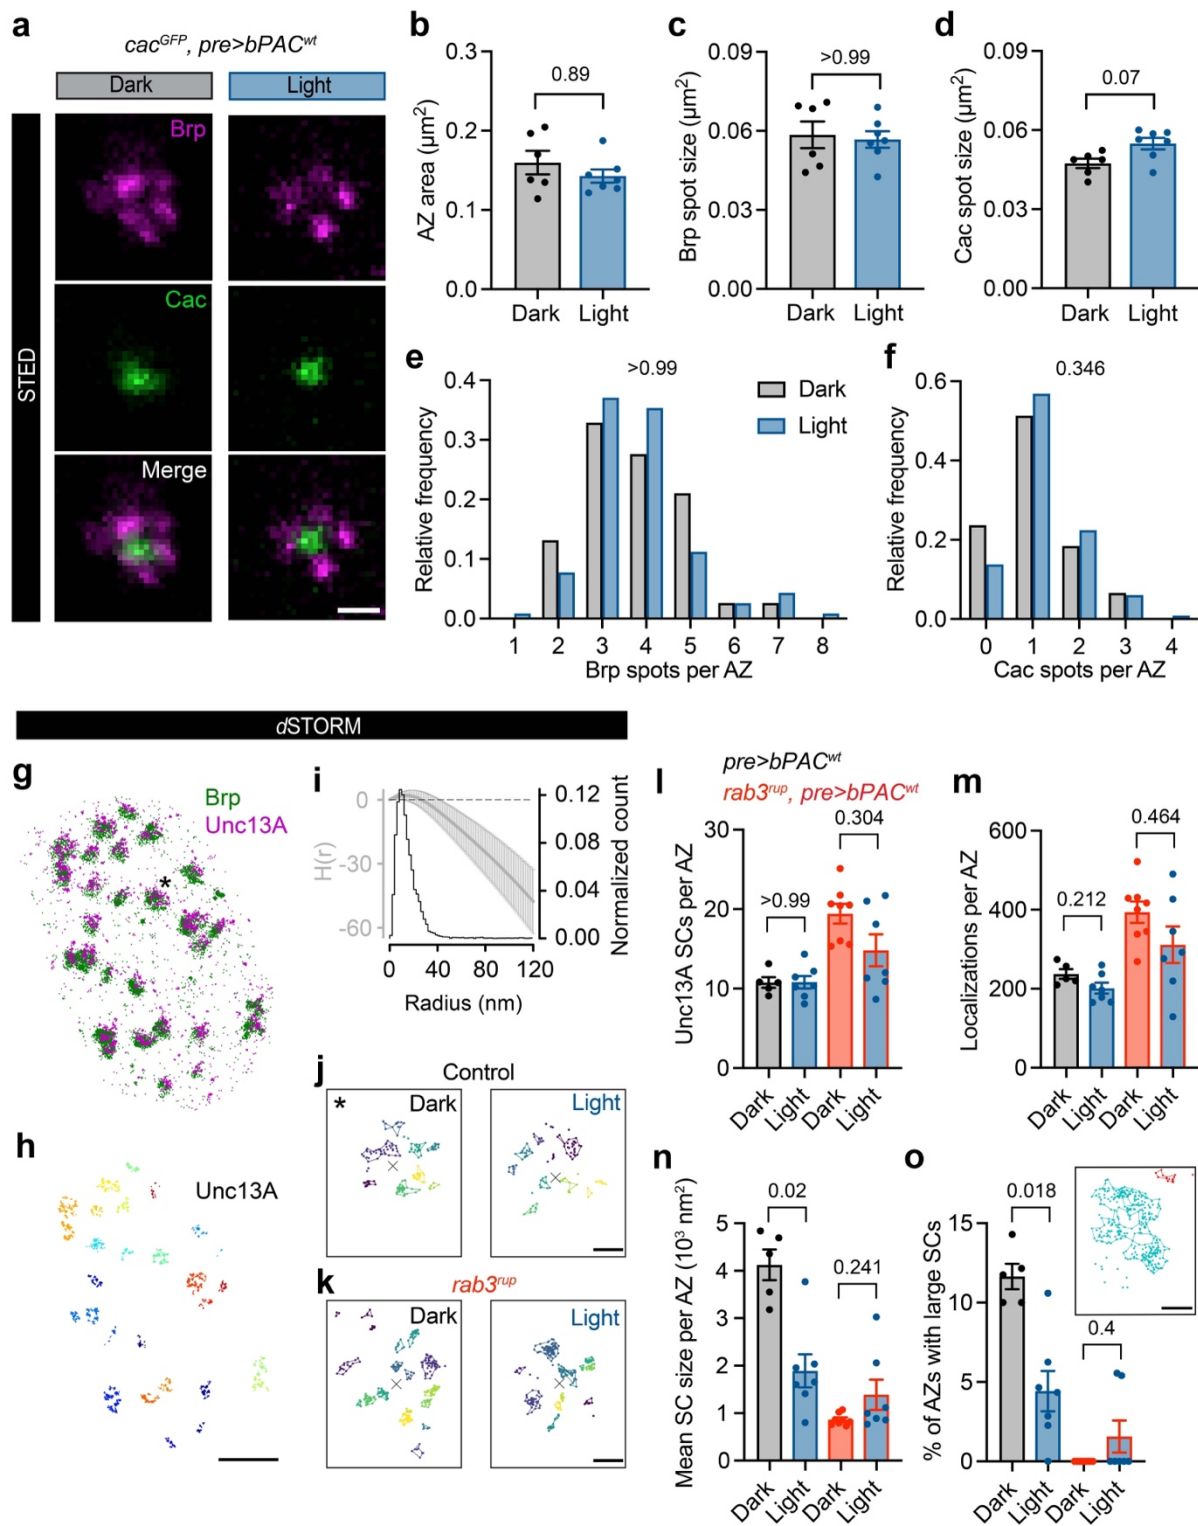 a
cac^GFP, pre>bPAC^wt
Dark
Light
STED
Brp
Cac
Merge
b
AZ area (µm²)
0.3
0.2
0.1
0.0
0.89
Dark
Light
c
Brp spot size (µm²)
0.09
0.06
0.03
0.00
>0.99
Dark
Light
d
Cac spot size (µm²)
0.09
0.06
0.03
0.00
0.07
Dark
Light
e
>0.99
Relative frequency
0.4
0.3
0.2
0.1
0.0
1 2 3 4 5 6 7 8
Brp spots per AZ
Dark
Light
f
0.346
Relative frequency
0.6
0.4
0.2
0.0
0 1 2 3 4
Cac spots per AZ
dSTORM
g
Brp
Unc13A
*
h
Unc13A
i
H(r)
0
-30
-60
Normalized count
0.12
0.08
0.04
0.00
0 40 80 120
Radius (nm)
j
Control
*
Dark
Light
k
rab3^rup
Dark
Light
l
pre>bPAC^wt
rab3^rup, pre>bPAC^wt
Unc13A SCs per AZ
30
20
10
0
>0.99
0.304
Dark
Light
Dark
Light
m
Localizations per AZ
600
400
200
0
0.212
0.464
Dark
Light
Dark
Light
n
Mean SC size per AZ (10³ nm²)
5
4
3
2
1
0
0.02
0.241
Dark
Light
Dark
Light
o
% of AZs with large SCs
15
10
5
0
0.018
0.4
Dark
Light
Dark
Light